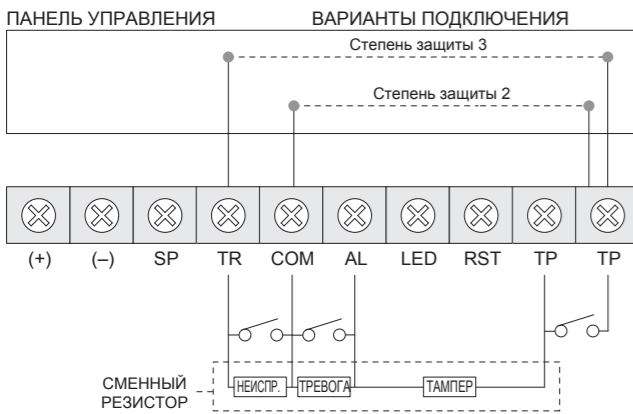 ПАНЕЛЬ УПРАВЛЕНИЯ ВАРИАНТЫ ПОДКЛЮЧЕНИЯ
Степень защиты 3
Степень защиты 2
(+) (–) SP TR COM AL LED RST TP TP
НЕИСПР. ТРЕВОГА ТАМПЕР
СМЕННЫЙ
РЕЗИСТОР